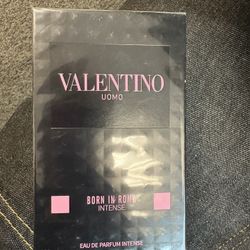 VALENTINO
UOMO
BORN IN ROMA
INTENSE
EAU DE PARFUM INTENSE